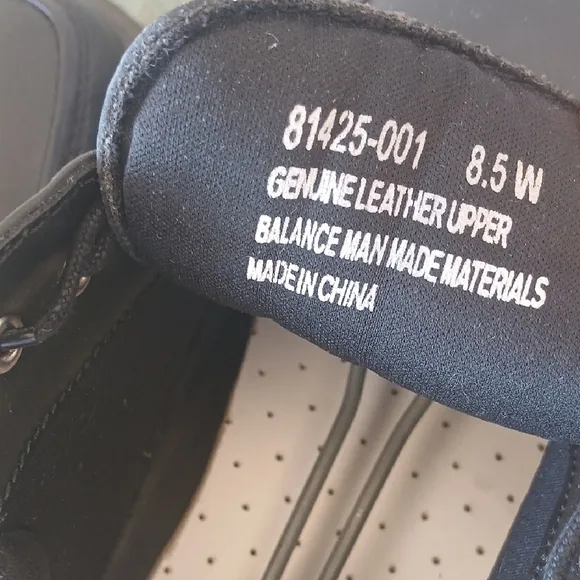 81425-001 8.5 W
GENUINE LEATHER UPPER
BALANCE MAN MADE MATERIALS
MADE IN CHINA